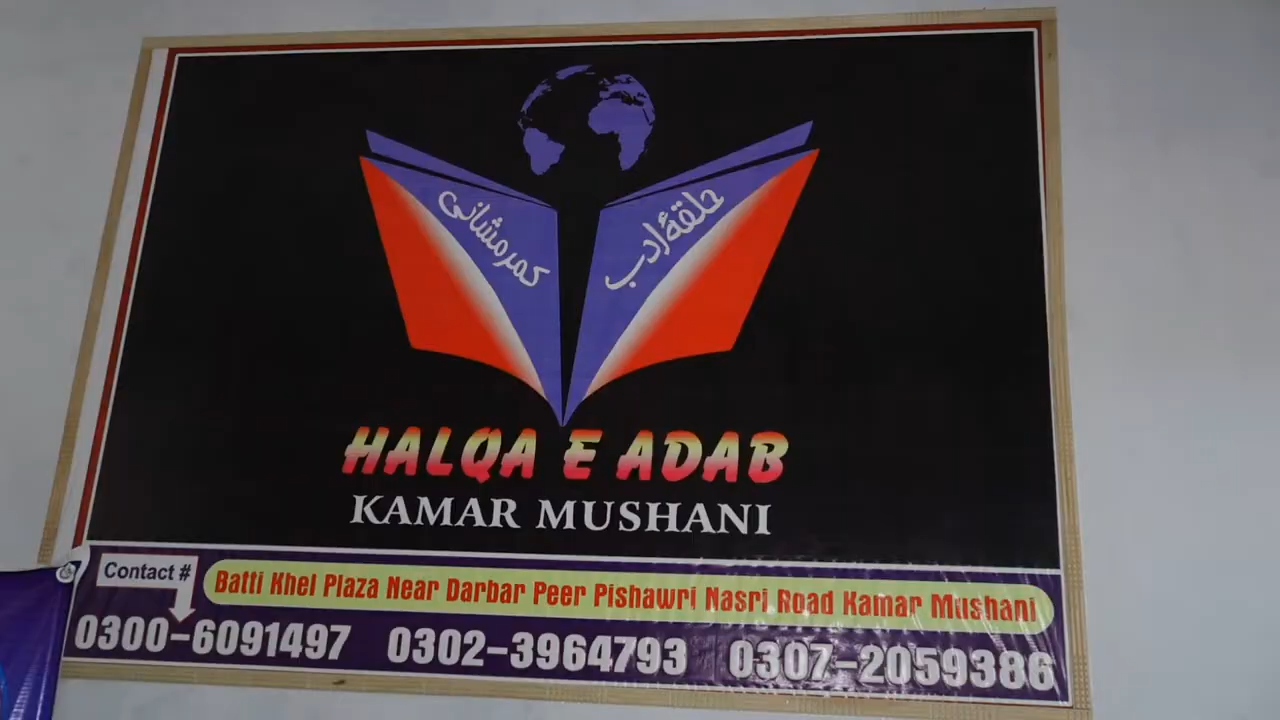 حلقۂ ادب
کمرمشانی
HALQA E ADAB
KAMAR MUSHANI
Contact #
Batti Khel Plaza Near Darbar Peer Pishawri Nasri Road Kamar Mushani
0300-6091497 0302-3964793 0307-2059386